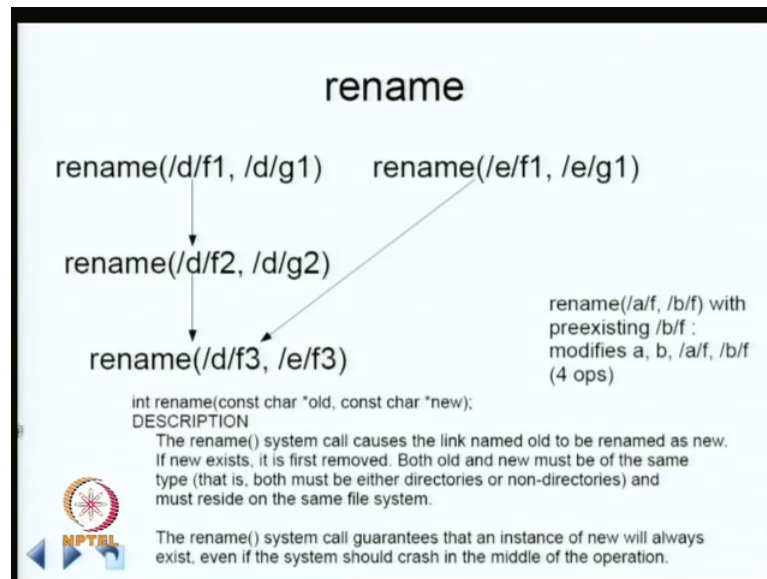 rename
rename(/d/f1, /d/g1) rename(/e/f1, /e/g1)
rename(/d/f2, /d/g2)
rename(/d/f3, /e/f3)
rename(/a/f, /b/f) with
preexisting /b/f :
modifies a, b, /a/f, /b/f
(4 ops)
int rename(const char *old, const char *new);
DESCRIPTION
The rename() system call causes the link named old to be renamed as new.
If new exists, it is first removed. Both old and new must be of the same
type (that is, both must be either directories or non-directories) and
must reside on the same file system.
The rename() system call guarantees that an instance of new will always
exist, even if the system should crash in the middle of the operation.
NPTEL